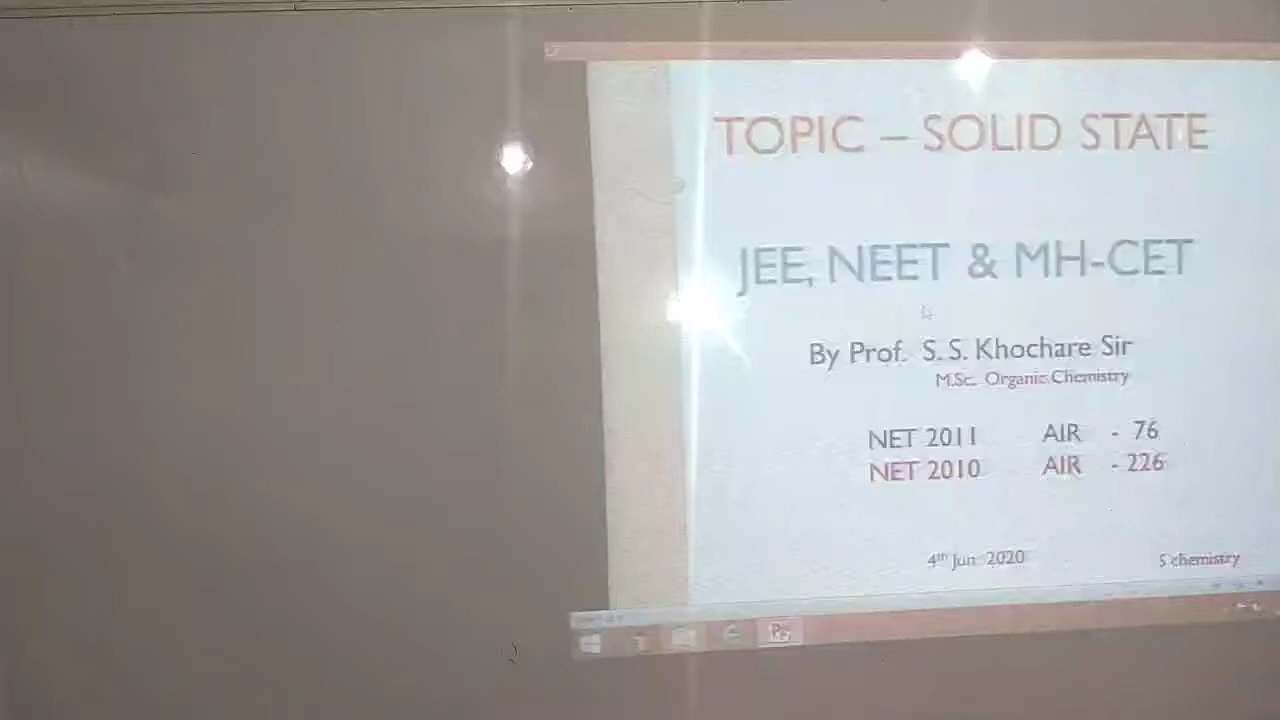 TOPIC – SOLID STATE
JEE, NEET & MH-CET
By Prof. S. S. Khochare Sir
M.Sc. Organic Chemistry
NET 2011 AIR - 76
NET 2010 AIR - 226
4th Jun 2020 S chemistry